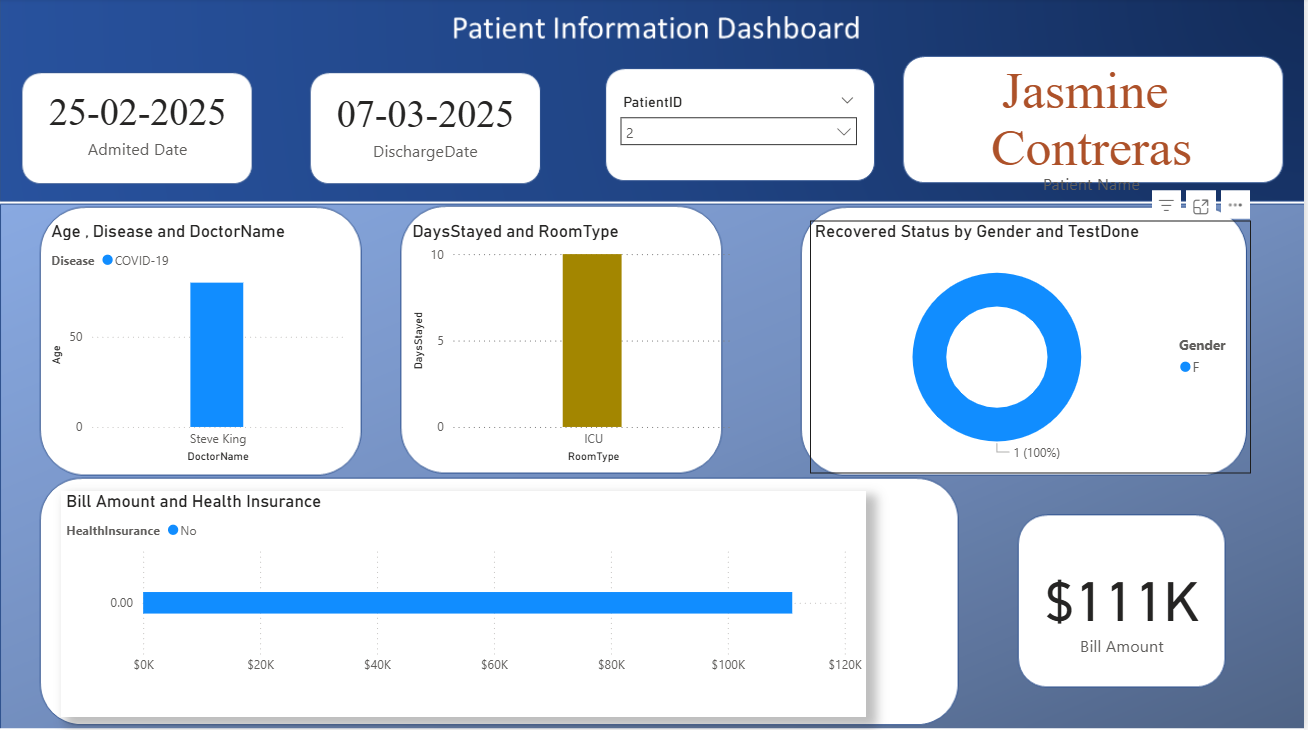 Patient Information Dashboard
25-02-2025
Admited Date
07-03-2025
DischargeDate
PatientID
2
Jasmine
Contreras
Patient Name
Age , Disease and DoctorName
Disease COVID-19
50
0
Age
Steve King
DoctorName
DaysStayed and RoomType
10
5
0
DaysStayed
ICU
RoomType
Recovered Status by Gender and TestDone
Gender
F
1 (100%)
Bill Amount and Health Insurance
HealthInsurance No
0.00
$0K $20K $40K $60K $80K $100K $120K
$111K
Bill Amount